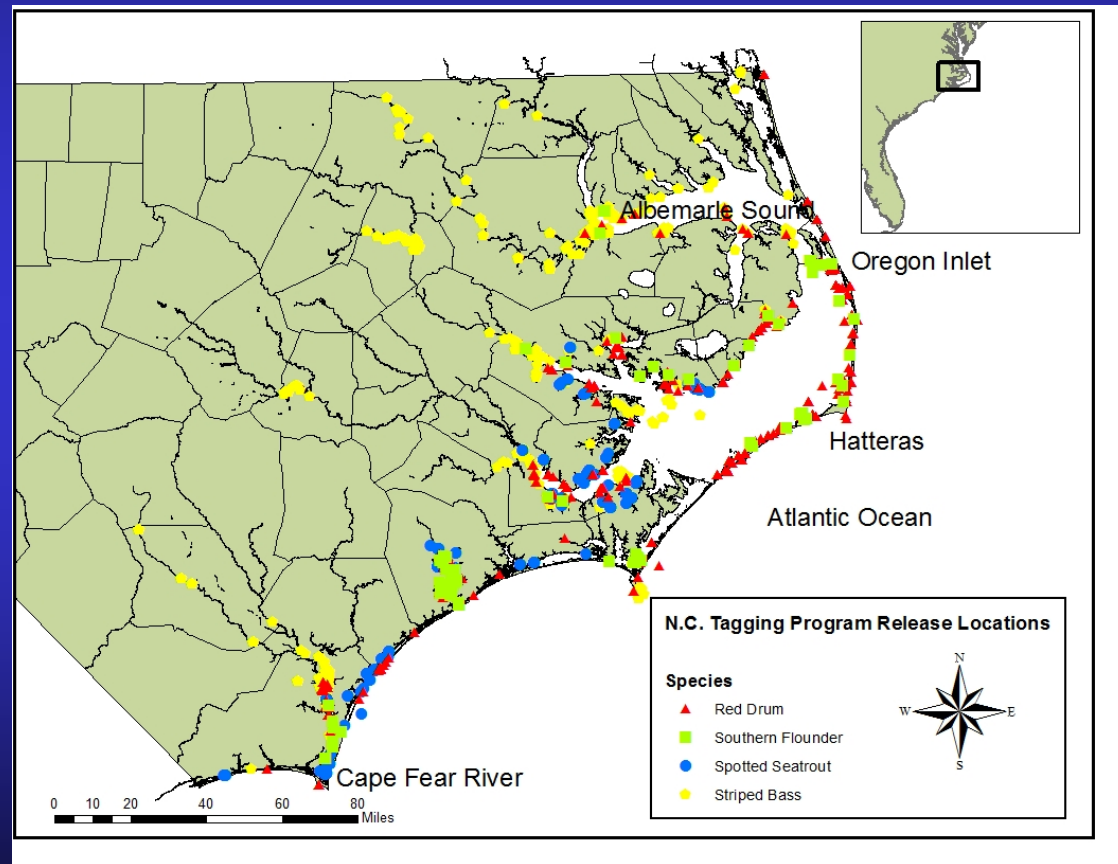 Albemarle Sound
Oregon Inlet
Hatteras
Atlantic Ocean
Cape Fear River
N.C. Tagging Program Release Locations
Species
Red Drum
Southern Flounder
Spotted Seatrout
Striped Bass
N
W E
S
0 10 20 40 60 80
Miles